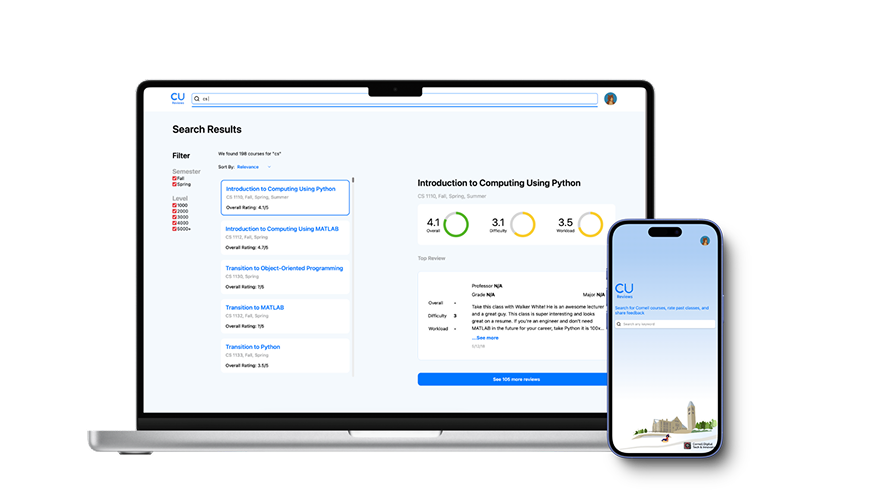 CU
Reviews
cs
Search Results
Filter
Semester
Fall
Spring
Level
1000
2000
3000
4000
5000+
We found 198 courses for "cs"
Sort By: Relevance
Introduction to Computing Using Python
CS 1110, Fall, Spring, Summer
Overall Rating: 4.1/5
Introduction to Computing Using MATLAB
CS 1112, Fall, Spring
Overall Rating: 4.7/5
Transition to Object-Oriented Programming
CS 1130, Spring
Overall Rating: ?/5
Transition to MATLAB
CS 1132, Fall, Spring
Overall Rating: ?/5
Transition to Python
CS 1133, Fall, Spring
Overall Rating: 3.5/5
Introduction to Computing Using Python
CS 1110, Fall, Spring, Summer
4.1
Overall
3.1
Difficulty
3.5
Workload
Top Review
Overall -
Difficulty 3
Workload -
Professor N/A
Grade N/A Major N/A
Take this class with Walker White! He is an awesome lecturer
and a great guy. This class is super interesting and looks
great on a resume. If you're an engineer and don't need
MATLAB in the future for your career, take Python it is 100x...
...See more
See 106 more reviews
CU
Reviews
Search for Cornell courses, rate past classes, and
share feedback
Search any keyword
Cornell Digital
Tech & Innovat